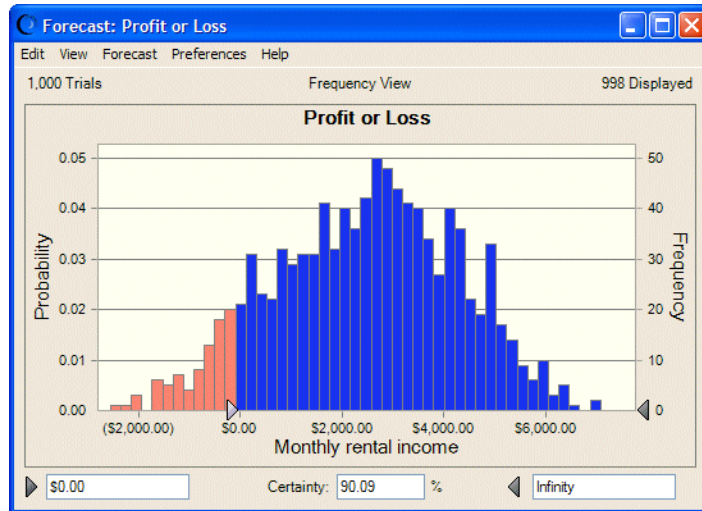 Forecast: Profit or Loss
Edit View Forecast Preferences Help
1,000 Trials Frequency View 998 Displayed
Profit or Loss
0.05 50
0.04 40
0.03 30
0.02 20
0.01 10
0.00 0
Probability
Frequency
($2,000.00) $0.00 $2,000.00 $4,000.00 $6,000.00
Monthly rental income
$0.00 Certainty: 90.09 % Infinity